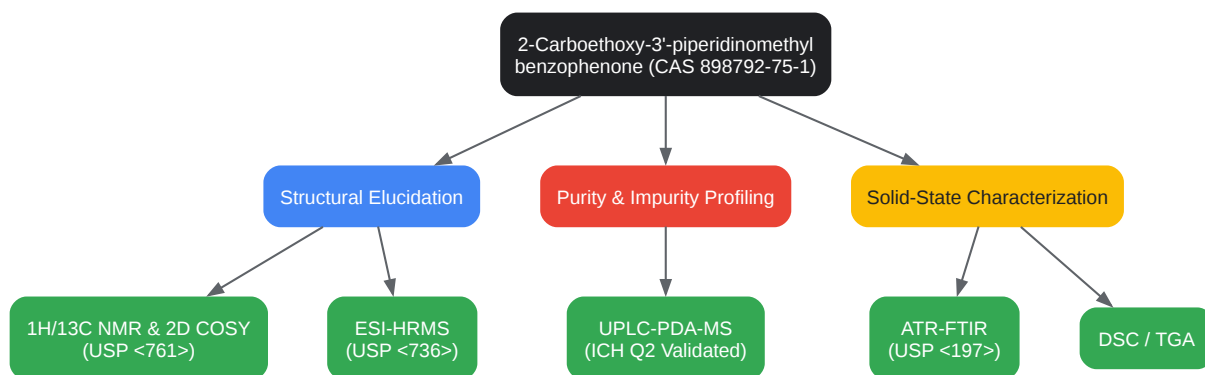 2-Carboethoxy-3'-piperidinomethyl
benzophenone (CAS 898792-75-1)
Structural Elucidation
Purity & Impurity Profiling
Solid-State Characterization
1H/13C NMR & 2D COSY
(USP <761>)
ESI-HRMS
(USP <736>)
UPLC-PDA-MS
(ICH Q2 Validated)
ATR-FTIR
(USP <197>)
DSC / TGA